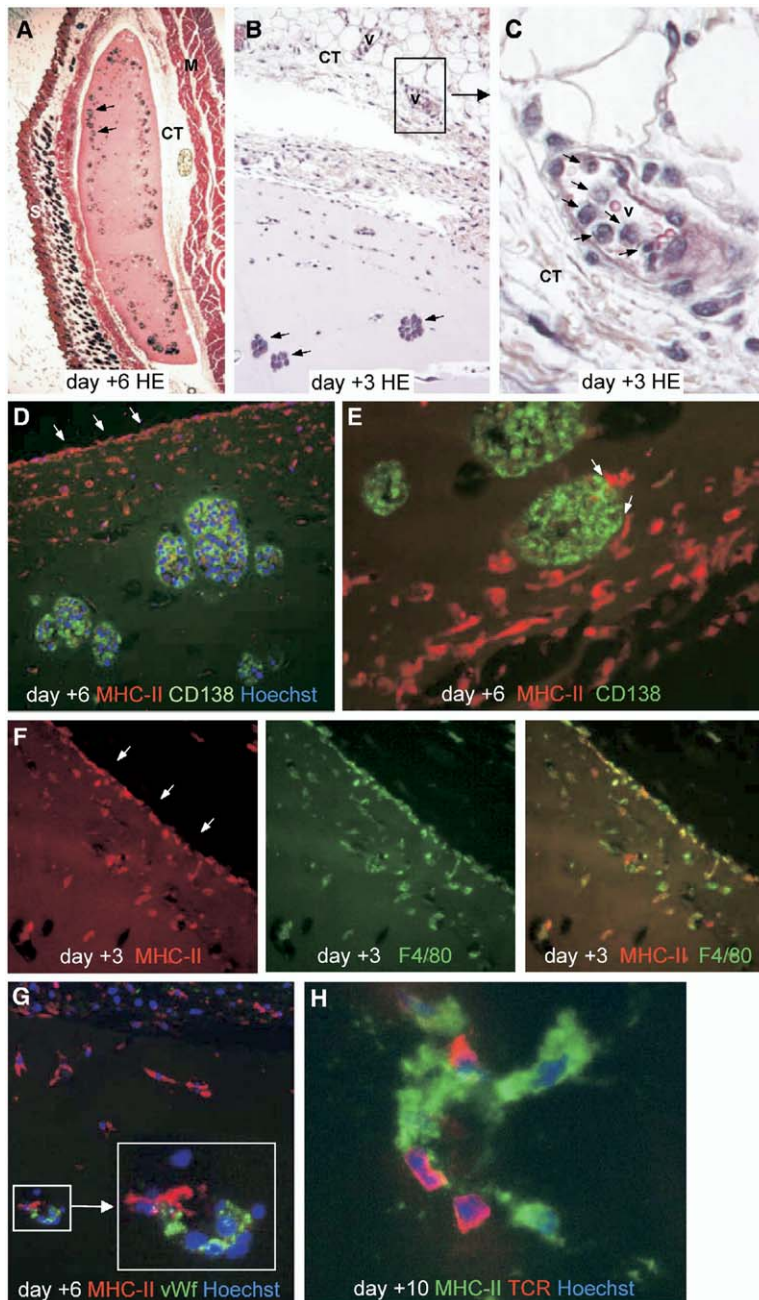 A
M
CT
S
day +6 HE
B
V
CT
V
day +3 HE
C
V
CT
day +3 HE
D
day +6 MHC-II CD138 Hoechst
E
day +6 MHC-II CD138
F
day +3 MHC-II
day +3 F4/80
day +3 MHC-II F4/80
G
day +6 MHC-II vWf Hoechst
H
day +10 MHC-II TCR Hoechst